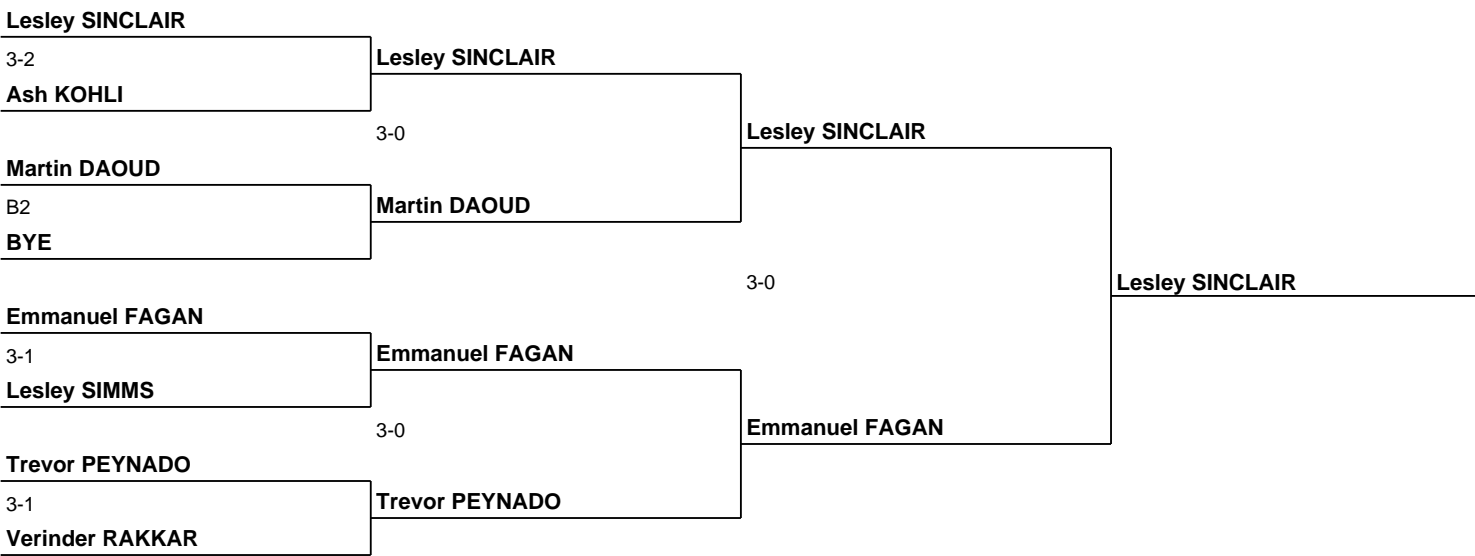 Lesley SINCLAIR
3-2
Ash KOHLI
Martin DAOUD
B2
BYE
Emmanuel FAGAN
3-1
Lesley SIMMS
Trevor PEYNADO
3-1
Verinder RAKKAR
Lesley SINCLAIR
3-0
Martin DAOUD
Emmanuel FAGAN
3-0
Trevor PEYNADO
Lesley SINCLAIR
3-0
Emmanuel FAGAN
Lesley SINCLAIR